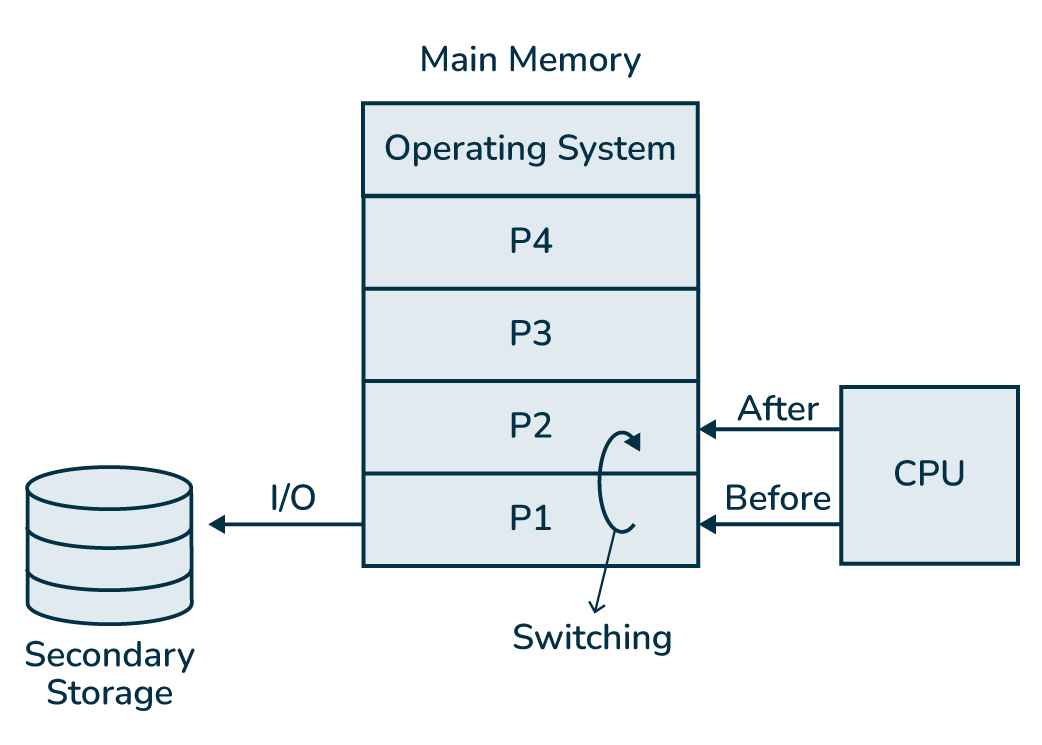 Main Memory
Operating System
P4
P3
P2
After
CPU
I/O
P1
Before
Switching
Secondary
Storage